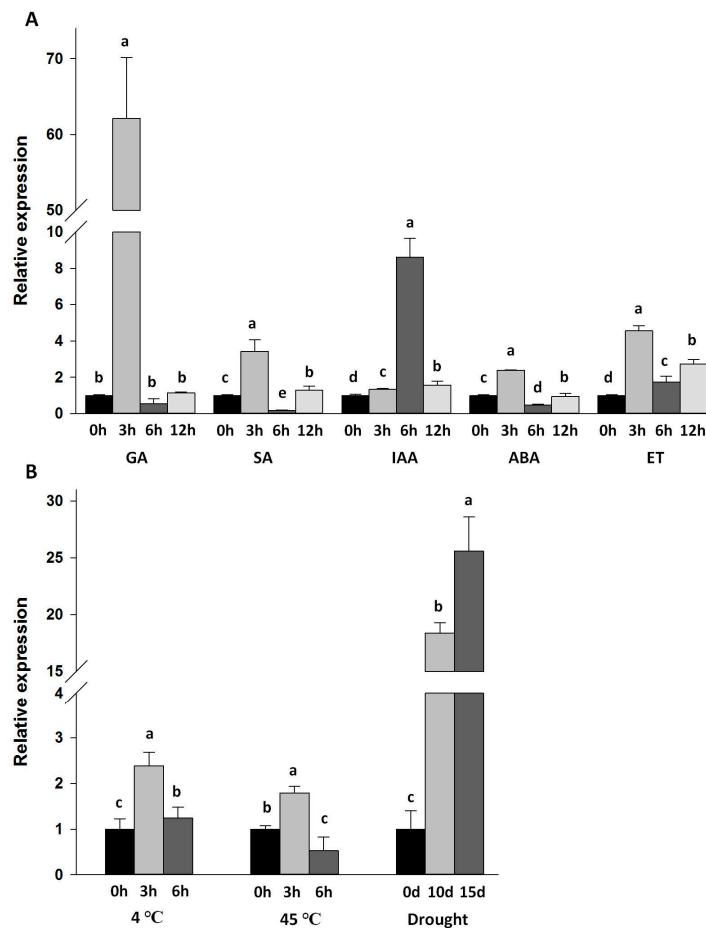 A
Relative expression
70
60
50
10
8
6
4
2
0
a
b b b
a
c e b
a
d c b
a
c d b
a
d c b
0h 3h 6h 12h 0h 3h 6h 12h 0h 3h 6h 12h 0h 3h 6h 12h 0h 3h 6h 12h
GA SA IAA ABA ET
B
Relative expression
30
25
20
15
4
3
2
1
0
c a b
b a c
c b a
0h 3h 6h 0h 3h 6h 0d 10d 15d
4 °C 45 °C Drought